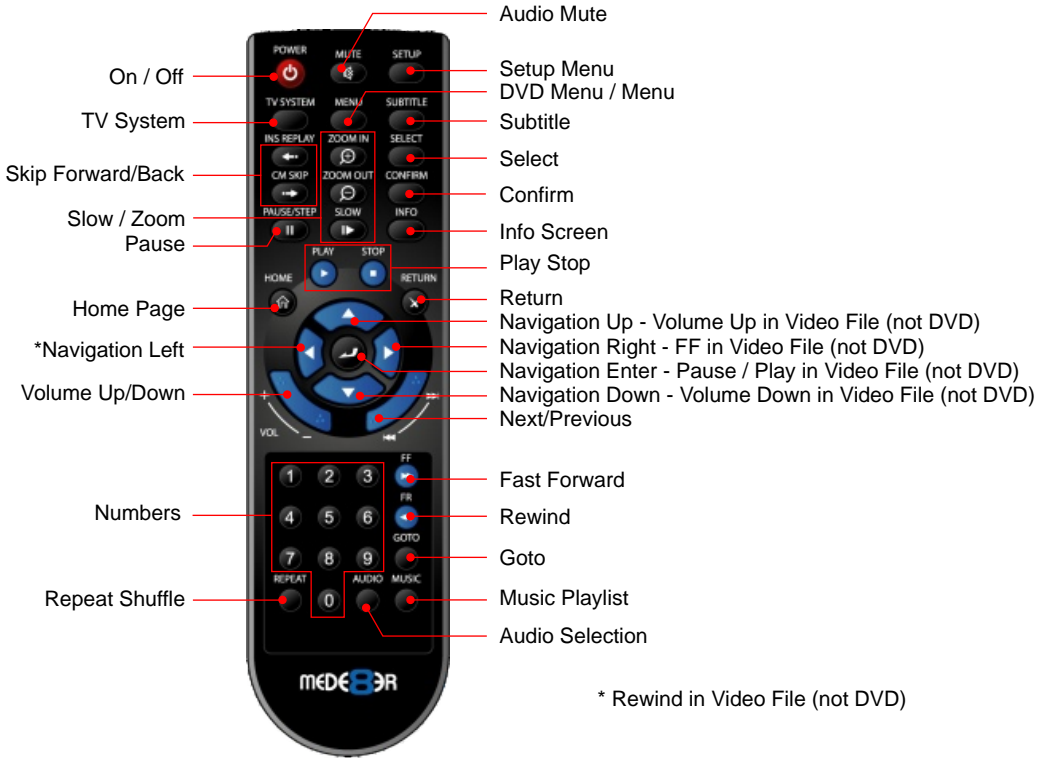 Audio Mute
On / Off
Setup Menu
DVD Menu / Menu
TV System
Subtitle
Select
Skip Forward/Back
Confirm
Slow / Zoom
Info Screen
Pause
Play Stop
Home Page
Return
Navigation Up - Volume Up in Video File (not DVD)
*Navigation Left
Navigation Right - FF in Video File (not DVD)
Navigation Enter - Pause / Play in Video File (not DVD)
Volume Up/Down
Navigation Down - Volume Down in Video File (not DVD)
Next/Previous
Fast Forward
Numbers
Rewind
Goto
Repeat Shuffle
Music Playlist
Audio Selection
* Rewind in Video File (not DVD)
POWER MUTE SETUP
TV SYSTEM MENU SUBTITLE
INS REPLAY ZOOM IN SELECT
CM SKIP ZOOM OUT CONFIRM
PAUSE/STEP SLOW INFO
PLAY STOP
HOME RETURN
+
VOL
–
FF
1 2 3
FR
4 5 6
GOTO
7 8 9
REPEAT AUDIO MUSIC
0
MEDE8ER